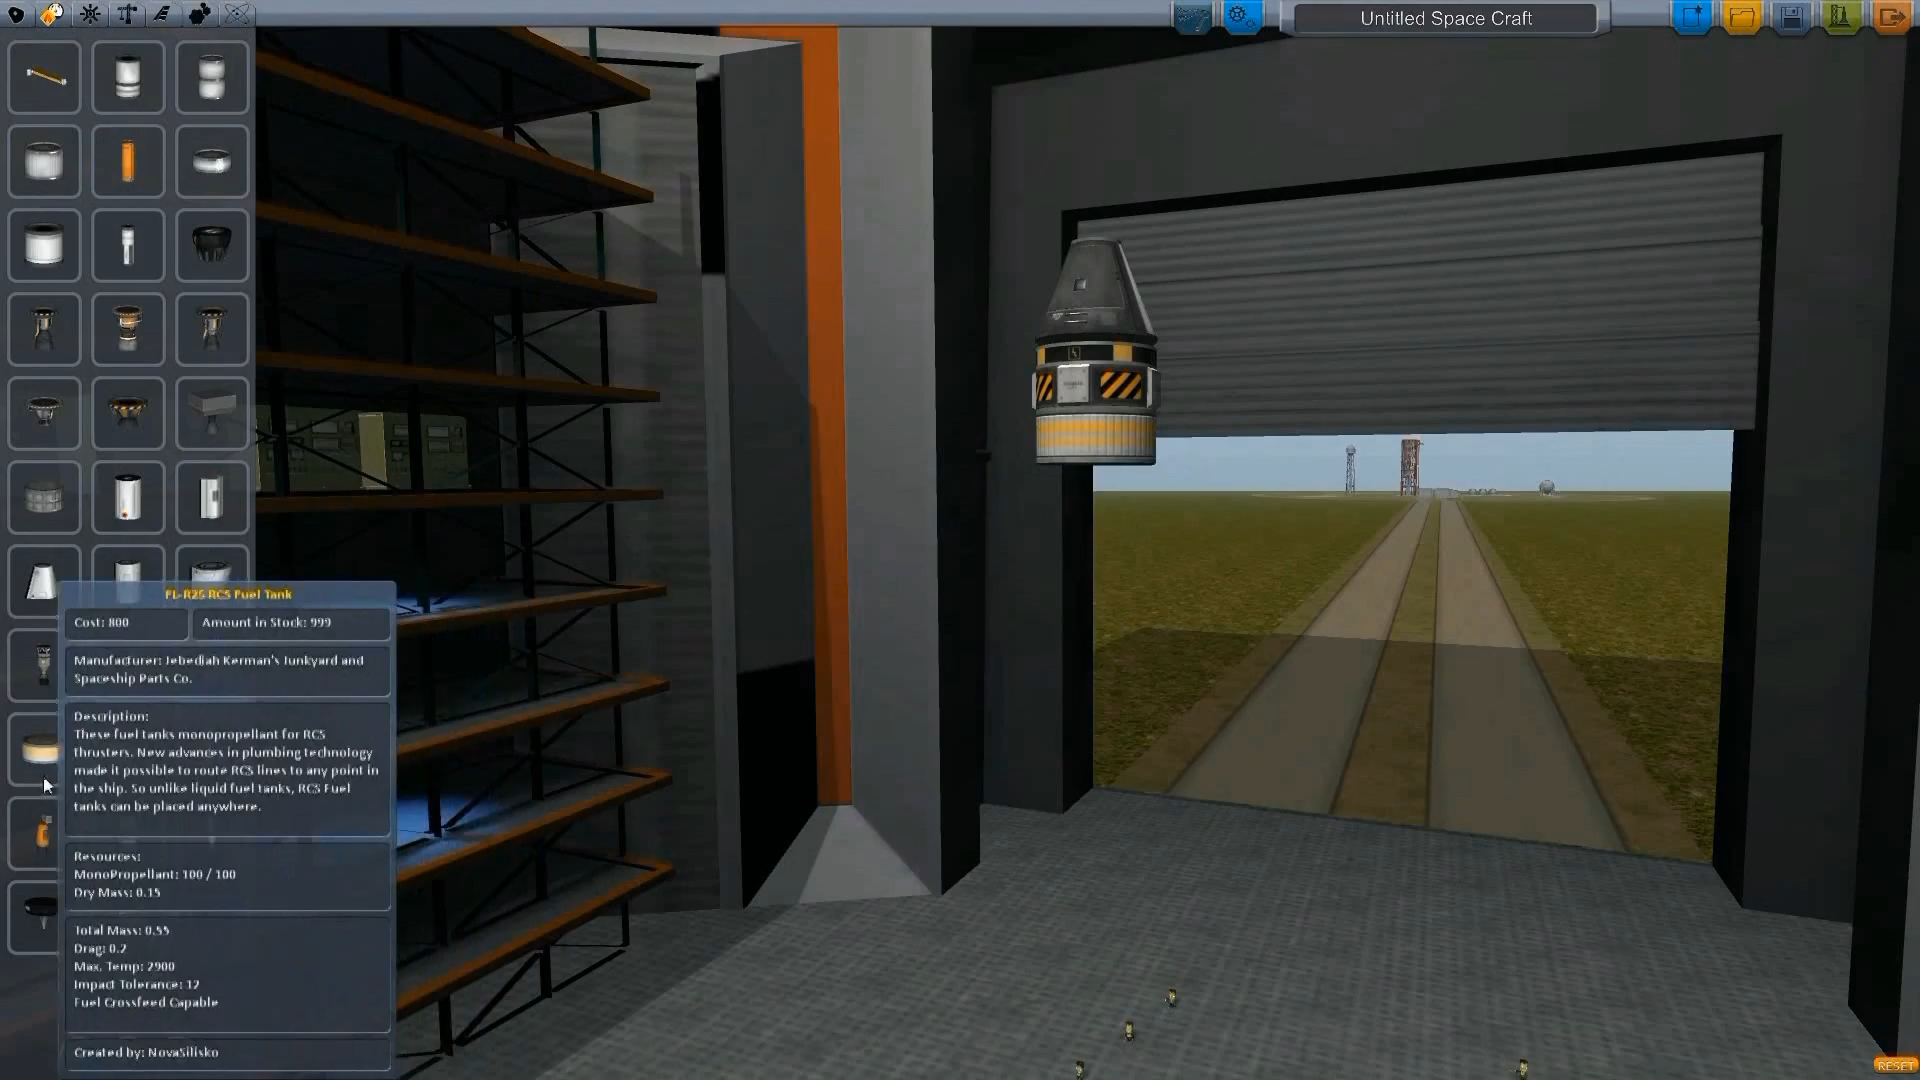 Untitled Space Craft
FL-R25 RCS Fuel Tank
Cost: 800
Amount in Stock: 999
Manufacturer: Jebediah Kerman's Junkyard and
Spaceship Parts Co.
Description:
These fuel tanks monopropellant for RCS
thrusters. New advances in plumbing technology
made it possible to route RCS lines to any point in
the ship. So unlike liquid fuel tanks, RCS Fuel
tanks can be placed anywhere.
Resources:
MonoPropellant: 100 / 100
Dry Mass: 0.15
Total Mass: 0.55
Drag: 0.2
Max. Temp: 2900
Impact Tolerance: 12
Fuel Crossfeed Capable
Created by: NovaSilisko
RESET